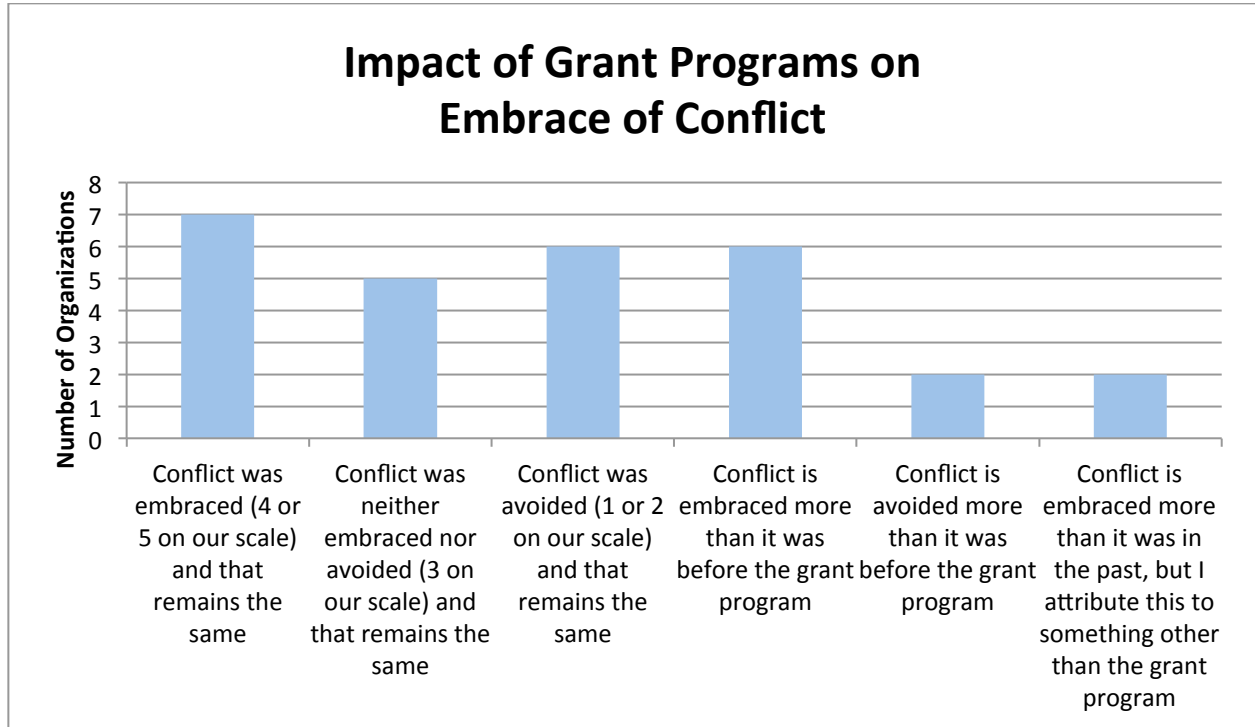 Impact of Grant Programs on
Embrace of Conflict
Number of Organizations
8
7
6
5
4
3
2
1
0
Conflict was
embraced (4 or
5 on our scale)
and that
remains the
same
Conflict was
neither
embraced nor
avoided (3 on
our scale) and
that remains the
same
Conflict was
avoided (1 or 2
on our scale)
and that
remains the
same
Conflict is
embraced more
than it was
before the grant
program
Conflict is
avoided more
than it was
before the grant
program
Conflict is
embraced more
than it was in
the past, but I
attribute this to
something other
than the grant
program